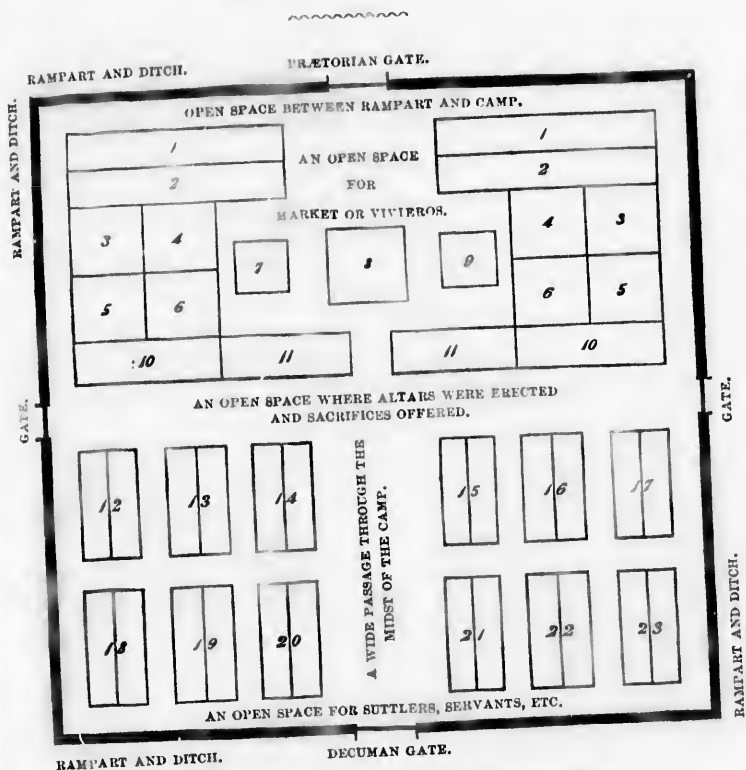 PRÆTORIAN GATE.
RAMPART AND DITCH.
RAMPART AND DITCH.
OPEN SPACE BETWEEN RAMPART AND CAMP.
1
2
AN OPEN SPACE
FOR
MARKET OR VIVIEROS.
1
2
3 4
5 6
7
8
9
4 3
6 5
10 11
11 10
AN OPEN SPACE WHERE ALTARS WERE ERECTED
AND SACRIFICES OFFERED.
GATE.
GATE.
12 13 14
15 16 17
A WIDE PASSAGE THROUGH THE
MIDST OF THE CAMP.
18 19 20
21 22 23
RAMPART AND DITCH.
AN OPEN SPACE FOR SUTTLERS, SERVANTS, ETC.
RAMPART AND DITCH.
DECUMAN GATE.